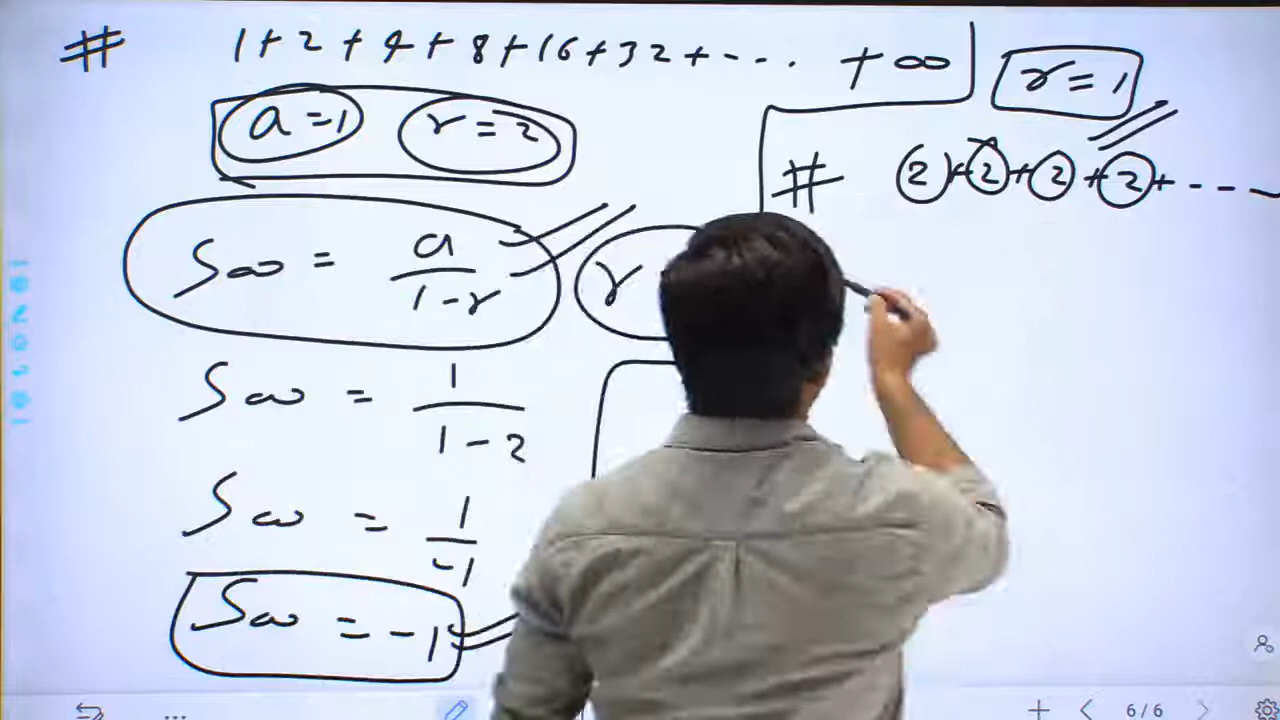 # 1+2+4+8+16+32+--... +∞
a=1 r=2
S∞ = a/1-r
r
S∞ = 1/1-2
S∞ = 1/-1
S∞ = -1
r=1
# 2+2+2+2+----
6/6